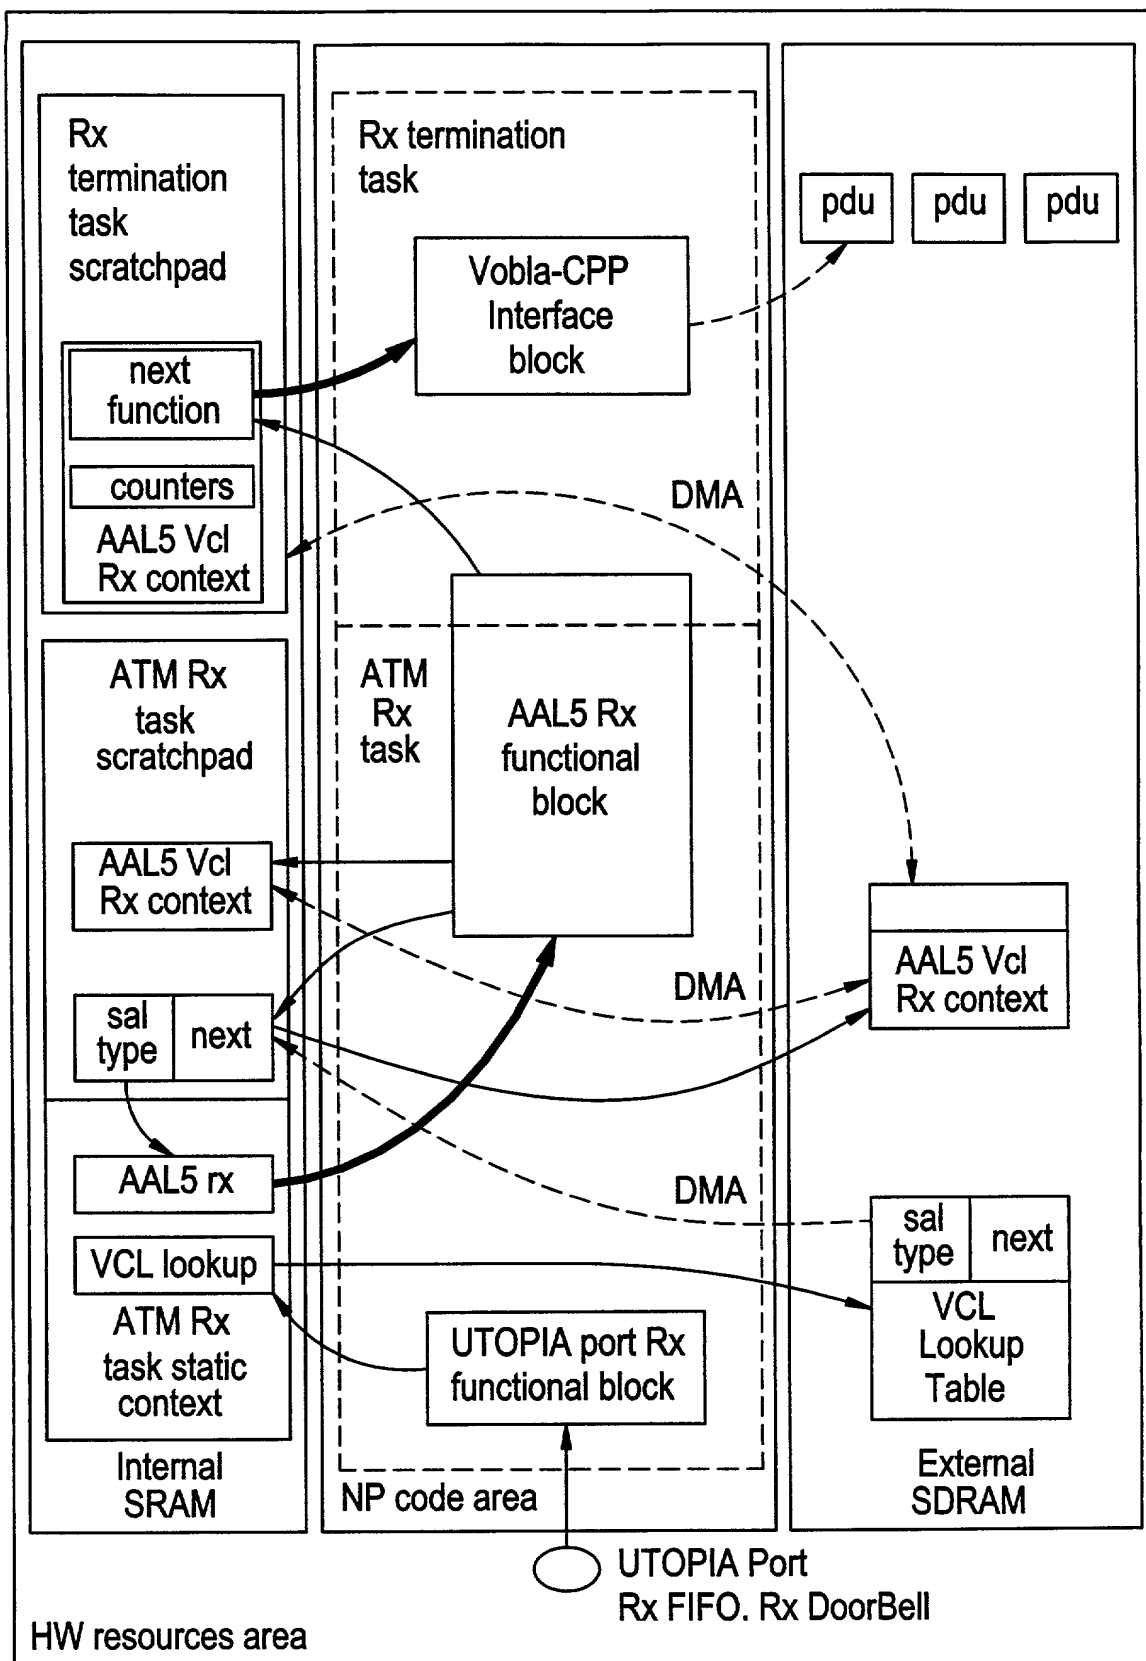 Rx
termination
task
scratchpad
next
function
counters
AAL5 Vcl
Rx context
ATM Rx
task
scratchpad
AAL5 Vcl
Rx context
sal
type
next
AAL5 rx
VCL lookup
ATM Rx
task static
context
Internal
SRAM
Rx termination
task
Vobla-CPP
Interface
block
DMA
ATM
Rx
task
AAL5 Rx
functional
block
DMA
DMA
UTOPIA port Rx
functional block
NP code area
pdu
pdu
pdu
AAL5 Vcl
Rx context
sal
type
next
VCL
Lookup
Table
External
SDRAM
UTOPIA Port
Rx FIFO. Rx DoorBell
HW resources area